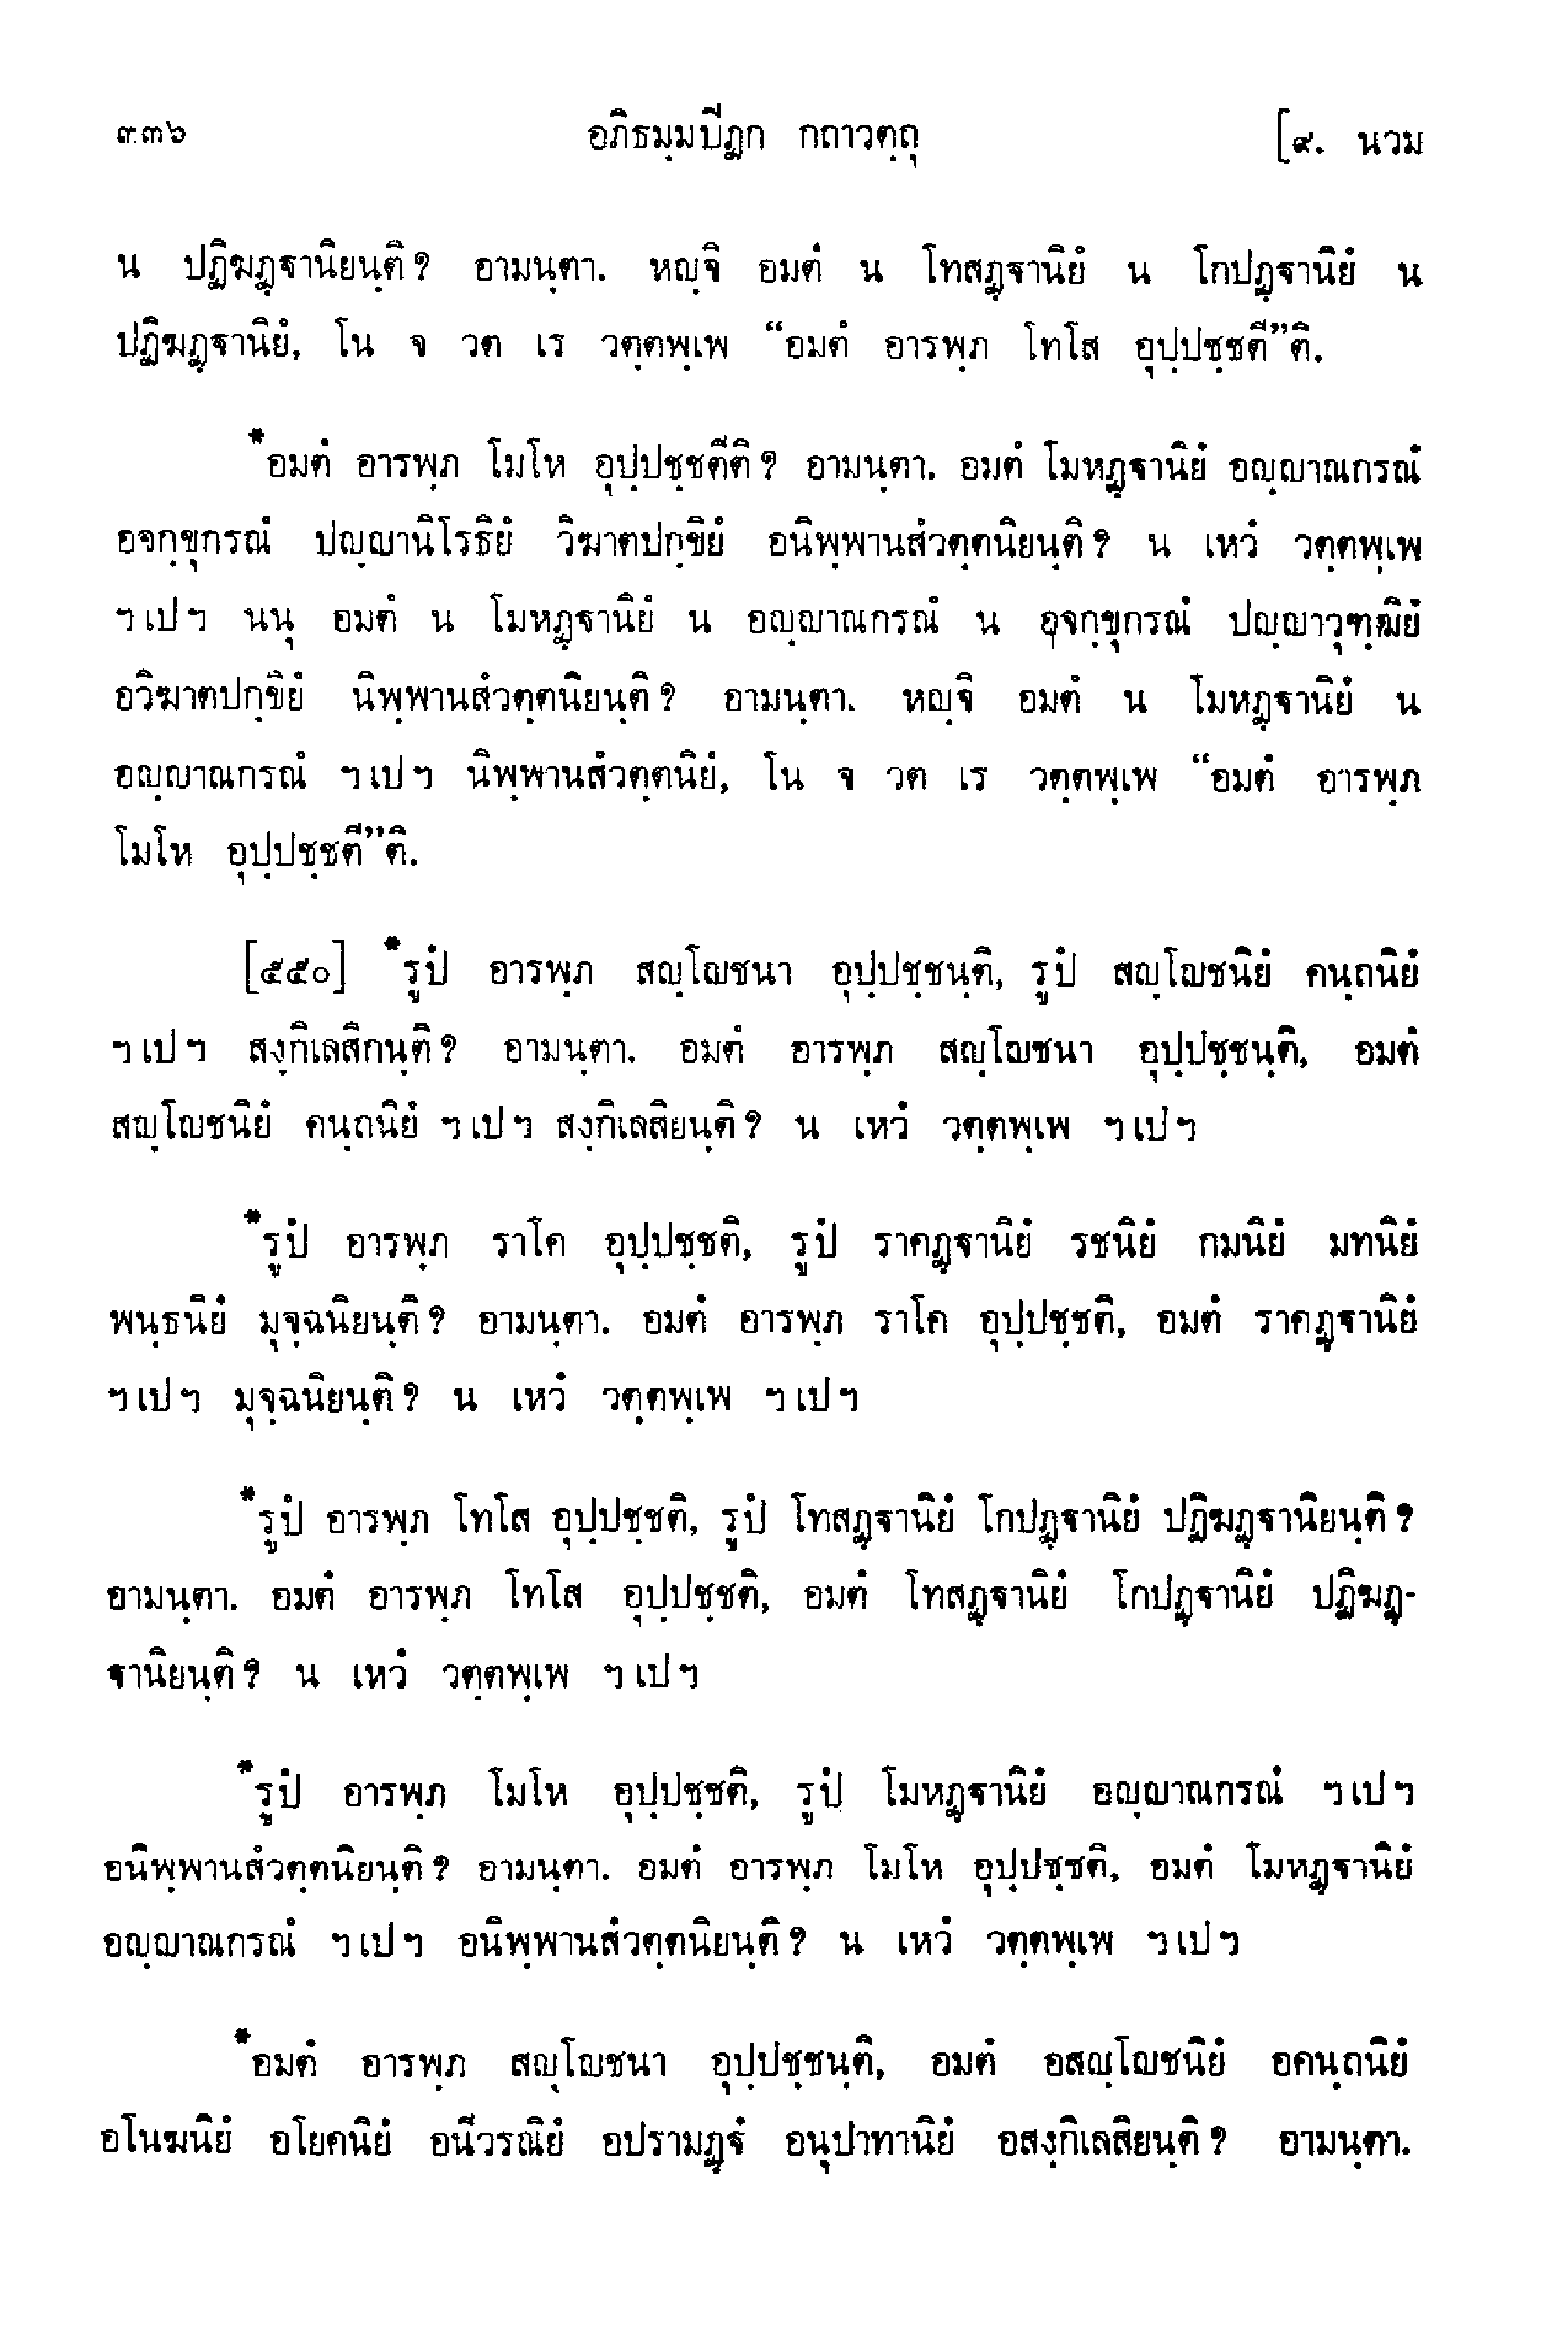 ๓๓๖ อภิธมฺมปีฏกํ กถาวตฺถุ [๙. นวม
น ปฏิฆฏฺฐานิยนฺติ? อามนฺตา. หญฺจิ อมตํ น โทสฏฺฐานิยํ น โกปฏฺฐานิยํ น
ปฏิฆฏฺฐานิยํ, โน จ วต เร วตฺตพฺเพ “อมตํ อารพฺภ โทโส อุปฺปชฺชตี”ติ.
*อมตํ อารพฺภ โมโห อุปฺปชฺชตีติ? อามนฺตา. อมตํ โมหฏฺฐานิยํ อญฺญาณกรณํ
อจกฺขุกรณํ ปญฺญานิโรธิยํ วิฆาตปกฺขิยํ อนิพฺพานสํวตฺตนิยนฺติ? น เหวํ วตฺตพฺเพ
ฯเปฯ นนุ อมตํ น โมหฏฺฐานิยํ น อญฺญาณกรณํ น อจกฺขุกรณํ ปญฺญาวุฑฺฒิยํ
อวิฆาตปกฺขิยํ นิพฺพานสํวตฺตนิยนฺติ? อามนฺตา. หญฺจิ อมตํ น โมหฏฺฐานิยํ น
อญฺญาณกรณํ ฯเปฯ นิพฺพานสํวตฺตนิยํ, โน จ วต เร วตฺตพฺเพ “อมตํ อารพฺภ
โมโห อุปฺปชฺชตี”ติ.
[๕๕๐] *รูปํ อารพฺภ สญฺโญชนา อุปฺปชฺชนฺติ, รูปํ สญฺโญชนิยํ คนฺถนิยํ
ฯเปฯ สงฺกิเลสิกนฺติ? อามนฺตา. อมตํ อารพฺภ สญฺโญชนา อุปฺปชฺชนฺติ, อมตํ
สญฺโญชนิยํ คนฺถนิยํ ฯเปฯ สงฺกิเลสิยนฺติ? น เหวํ วตฺตพฺเพ ฯเปฯ
*รูปํ อารพฺภ ราโค อุปฺปชฺชติ, รูปํ ราคฏฺฐานิยํ รชนิยํ กมนิยํ มทนิยํ
พนฺธนิยํ มุจฺฉนิยนฺติ? อามนฺตา. อมตํ อารพฺภ ราโค อุปฺปชฺชติ, อมตํ ราคฏฺฐานิยํ
ฯเปฯ มุจฺฉนิยนฺติ? น เหวํ วตฺตพฺเพ ฯเปฯ
*รูปํ อารพฺภ โทโส อุปฺปชฺชติ, รูปํ โทสฏฺฐานิยํ โกปฏฺฐานิยํ ปฏิฆฏฺฐานิยนฺติ?
อามนฺตา. อมตํ อารพฺภ โทโส อุปฺปชฺชติ, อมตํ โทสฏฺฐานิยํ โกปฏฺฐานิยํ ปฏิฆฏฺ-
ฐานิยนฺติ? น เหวํ วตฺตพฺเพ ฯเปฯ
*รูปํ อารพฺภ โมโห อุปฺปชฺชติ, รูปํ โมหฏฺฐานิยํ อญฺญาณกรณํ ฯเปฯ
อนิพฺพานสํวตฺตนิยนฺติ? อามนฺตา. อมตํ อารพฺภ โมโห อุปฺปชฺชติ, อมตํ โมหฏฺฐานิยํ
อญฺญาณกรณํ ฯเปฯ อนิพฺพานสํวตฺตนิยนฺติ? น เหวํ วตฺตพฺเพ ฯเปฯ
*อมตํ อารพฺภ สญฺโญชนา อุปฺปชฺชนฺติ, อมตํ อสญฺโญชนิยํ อคนฺถนิยํ
อโนฆนิยํ อโยคนิยํ อนีวรณิยํ อปรามฏฺฐํ อนุปาทานิยํ อสงฺกิเลสิยนฺติ? อามนฺตา.